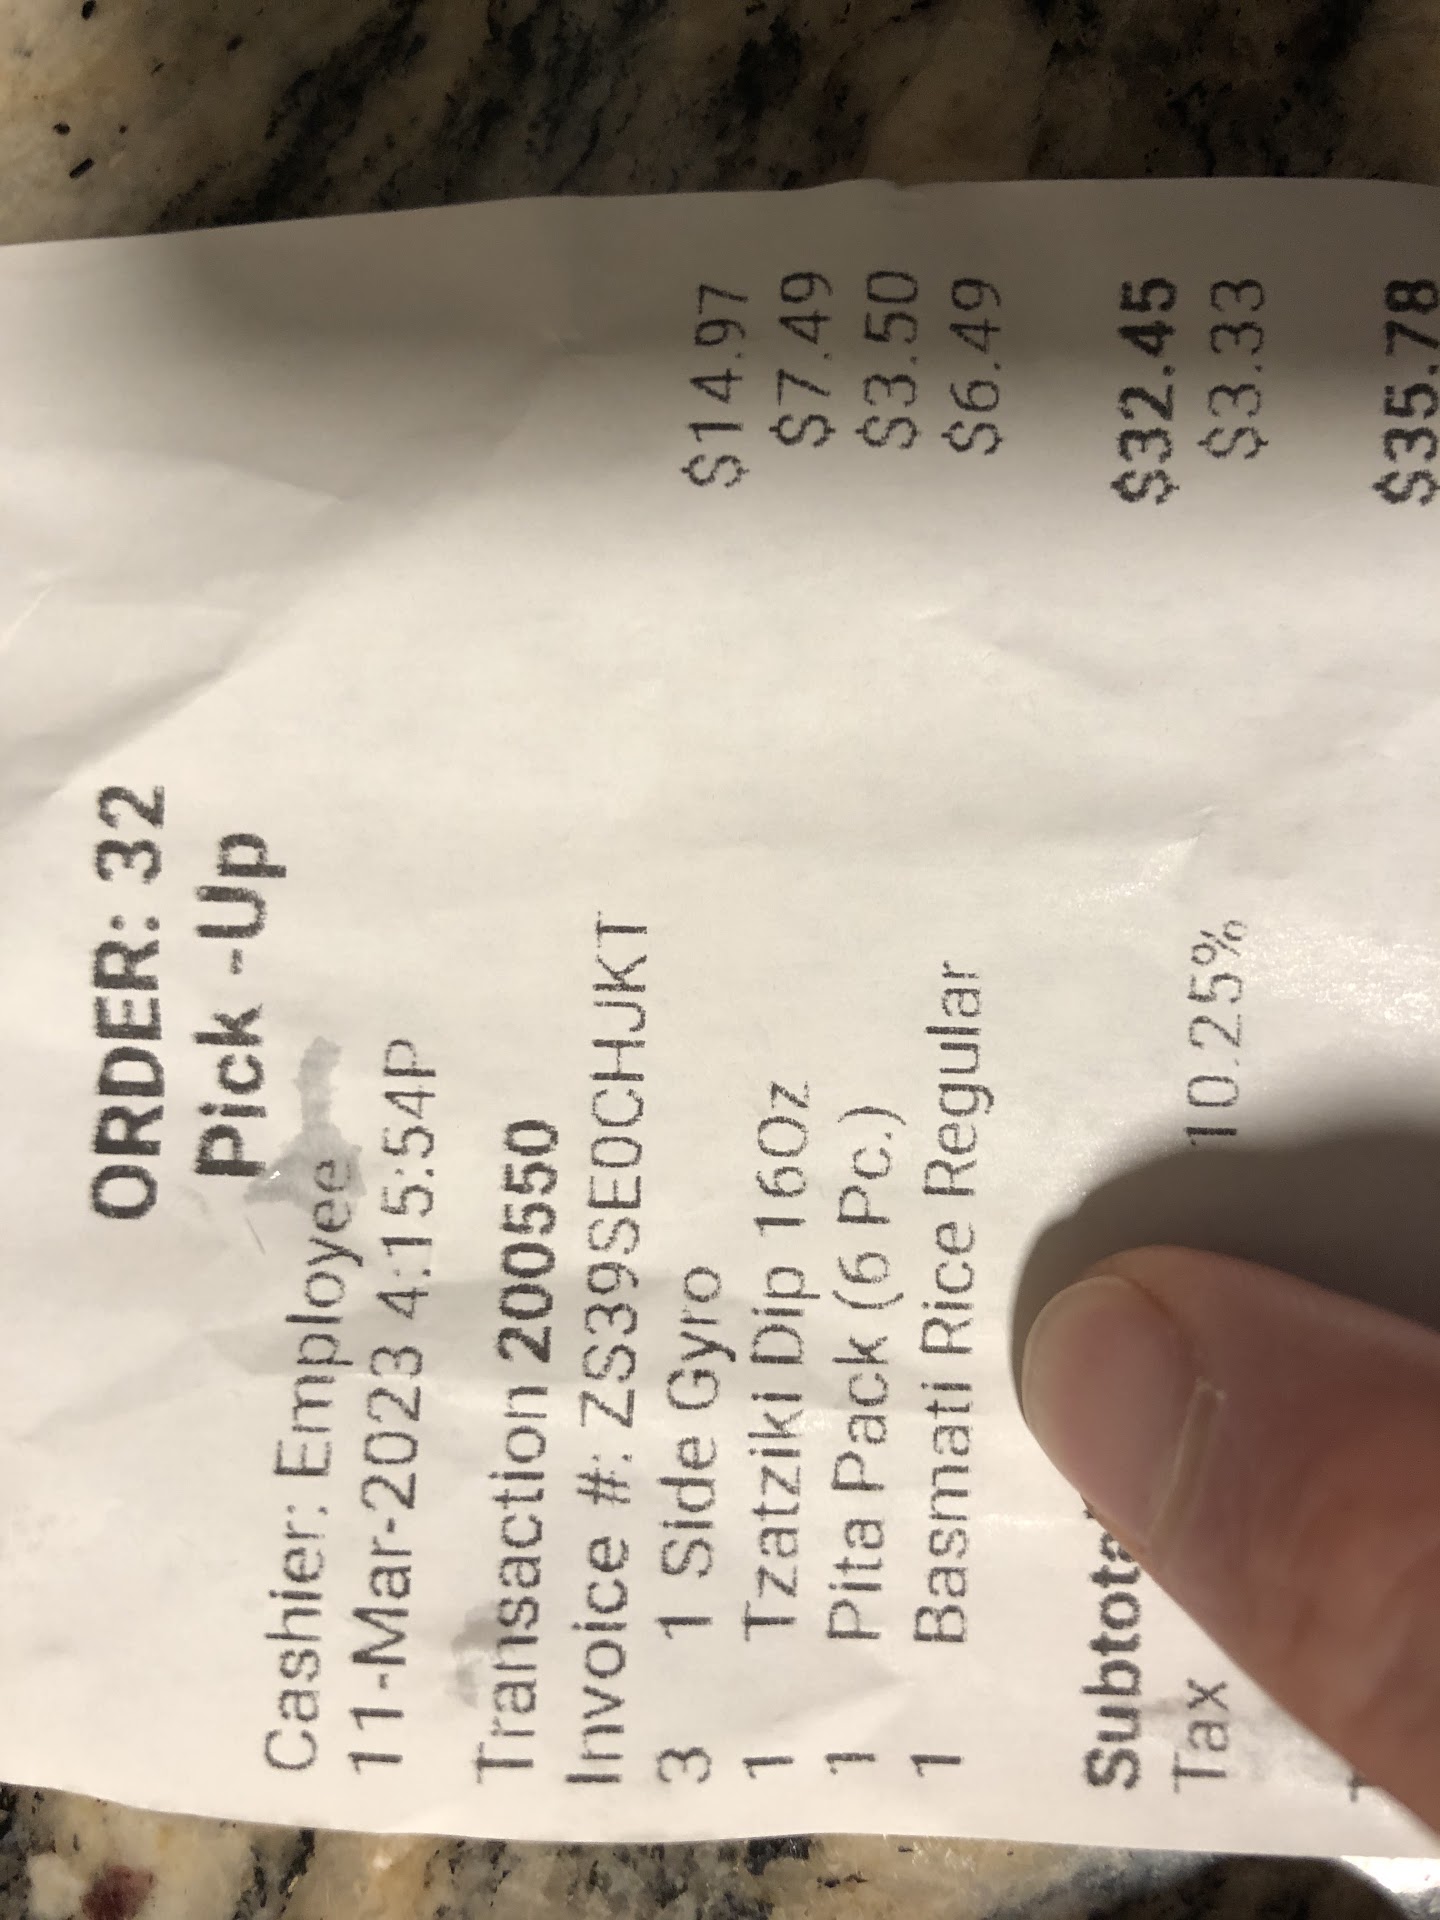 ORDER: 32
Pick -Up
Cashier: Employee
11-Mar-2023 4:15:54P
Transaction 200550
Invoice #: ZS39SE0CHJKT
3 1 Side Gyro $14.97
1 Tzatziki Dip 16Oz $7.49
1 Pita Pack (6 Pc.) $3.50
1 Basmati Rice Regular $6.49
Subtota $32.45
Tax 10.25% $3.33
$35.78